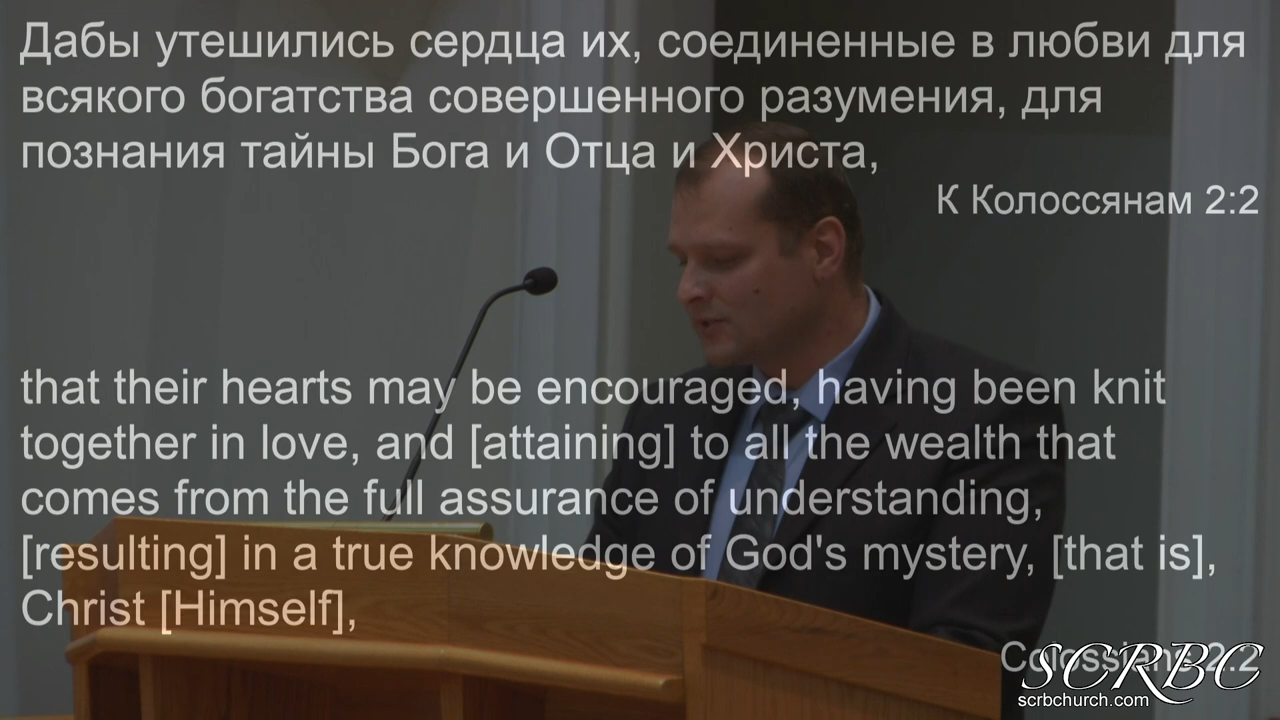 Дабы утешились сердца их, соединенные в любви для
всякого богатства совершенного разумения, для
познания тайны Бога и Отца и Христа,
К Колоссянам 2:2
that their hearts may be encouraged, having been knit
together in love, and [attaining] to all the wealth that
comes from the full assurance of understanding,
[resulting] in a true knowledge of God's mystery, [that is],
Christ [Himself],
Colossians 2:2
SCRBC
scrbchurch.com